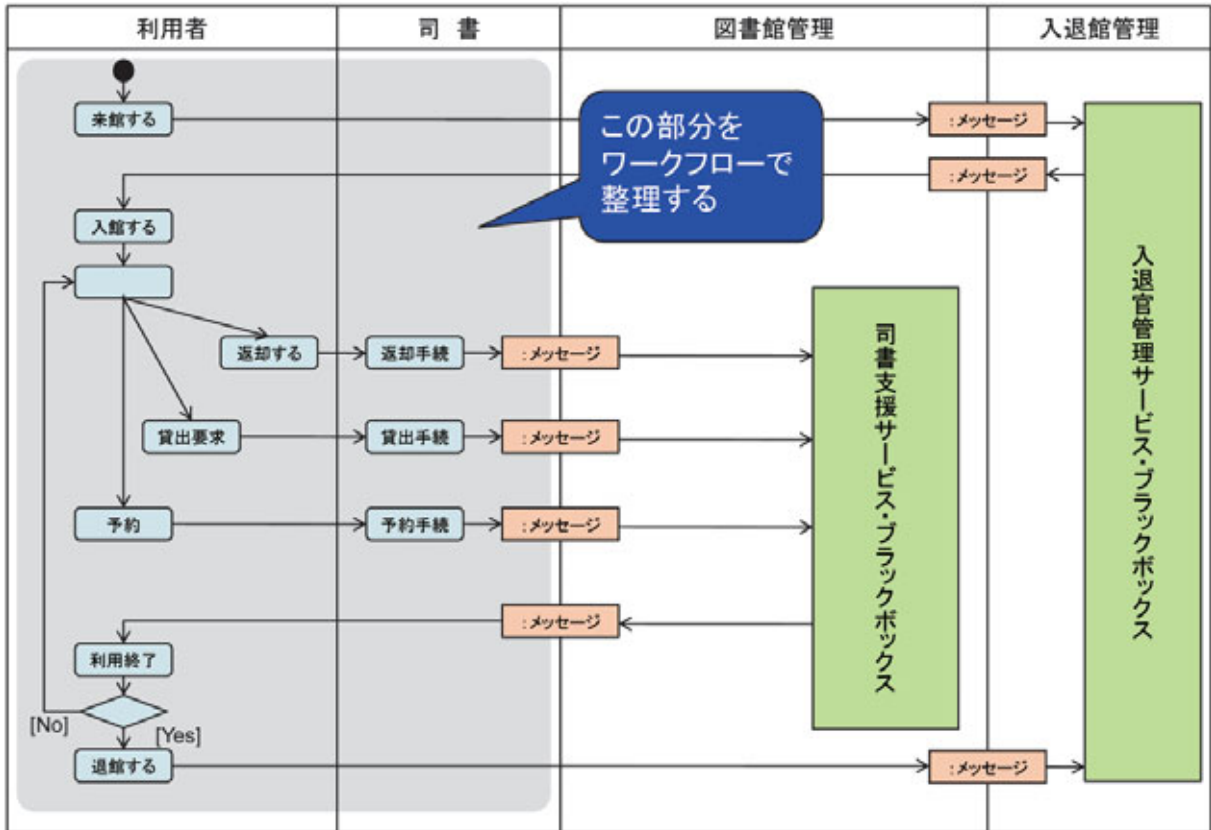 利用者
司 書
図書館管理
入退館管理
来館する
:メッセージ
この部分を
ワークフローで
整理する
:メッセージ
入館する
返却する
返却手続
:メッセージ
貸出要求
貸出手続
:メッセージ
予約
予約手続
:メッセージ
:メッセージ
利用終了
[No]
[Yes]
退館する
:メッセージ
司書支援サービス・ブラックボックス
入退官管理サービス・ブラックボックス